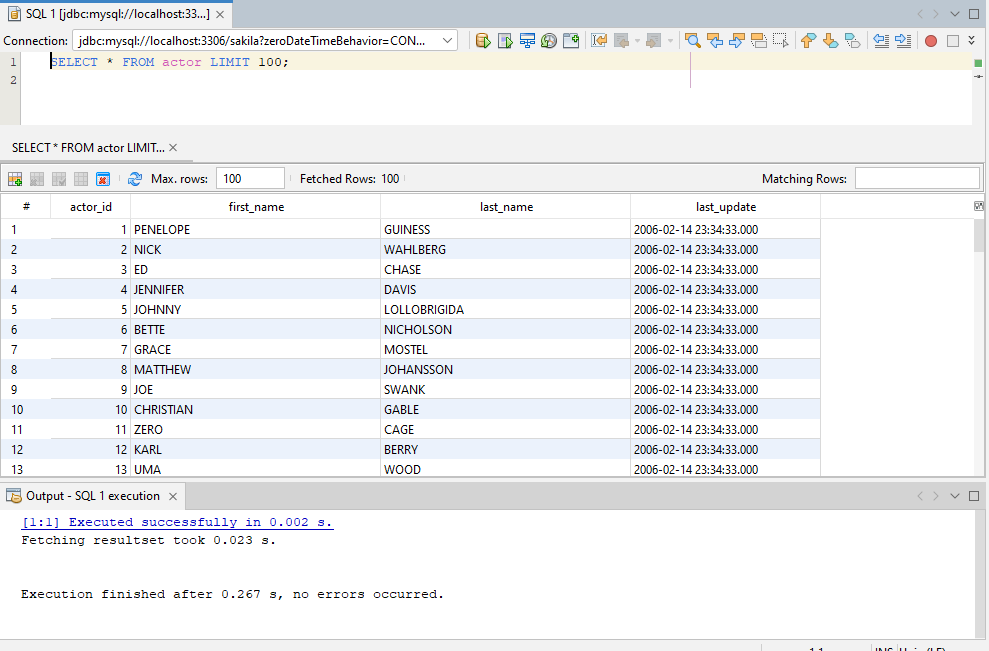 SQL 1 [jdbc:mysql://localhost:33...]
Connection: jdbc:mysql://localhost:3306/sakila?zeroDateTimeBehavior=CON...
1 SELECT * FROM actor LIMIT 100;
2
SELECT * FROM actor LIMIT...
Max. rows: 100 Fetched Rows: 100 Matching Rows:
# actor_id first_name last_name last_update
1 1 PENELOPE GUINESS 2006-02-14 23:34:33.000
2 2 NICK WAHLBERG 2006-02-14 23:34:33.000
3 3 ED CHASE 2006-02-14 23:34:33.000
4 4 JENNIFER DAVIS 2006-02-14 23:34:33.000
5 5 JOHNNY LOLLOBRIGIDA 2006-02-14 23:34:33.000
6 6 BETTE NICHOLSON 2006-02-14 23:34:33.000
7 7 GRACE MOSTEL 2006-02-14 23:34:33.000
8 8 MATTHEW JOHANSSON 2006-02-14 23:34:33.000
9 9 JOE SWANK 2006-02-14 23:34:33.000
10 10 CHRISTIAN GABLE 2006-02-14 23:34:33.000
11 11 ZERO CAGE 2006-02-14 23:34:33.000
12 12 KARL BERRY 2006-02-14 23:34:33.000
13 13 UMA WOOD 2006-02-14 23:34:33.000
Output - SQL 1 execution
[1:1] Executed successfully in 0.002 s.
Fetching resultset took 0.023 s.
Execution finished after 0.267 s, no errors occurred.